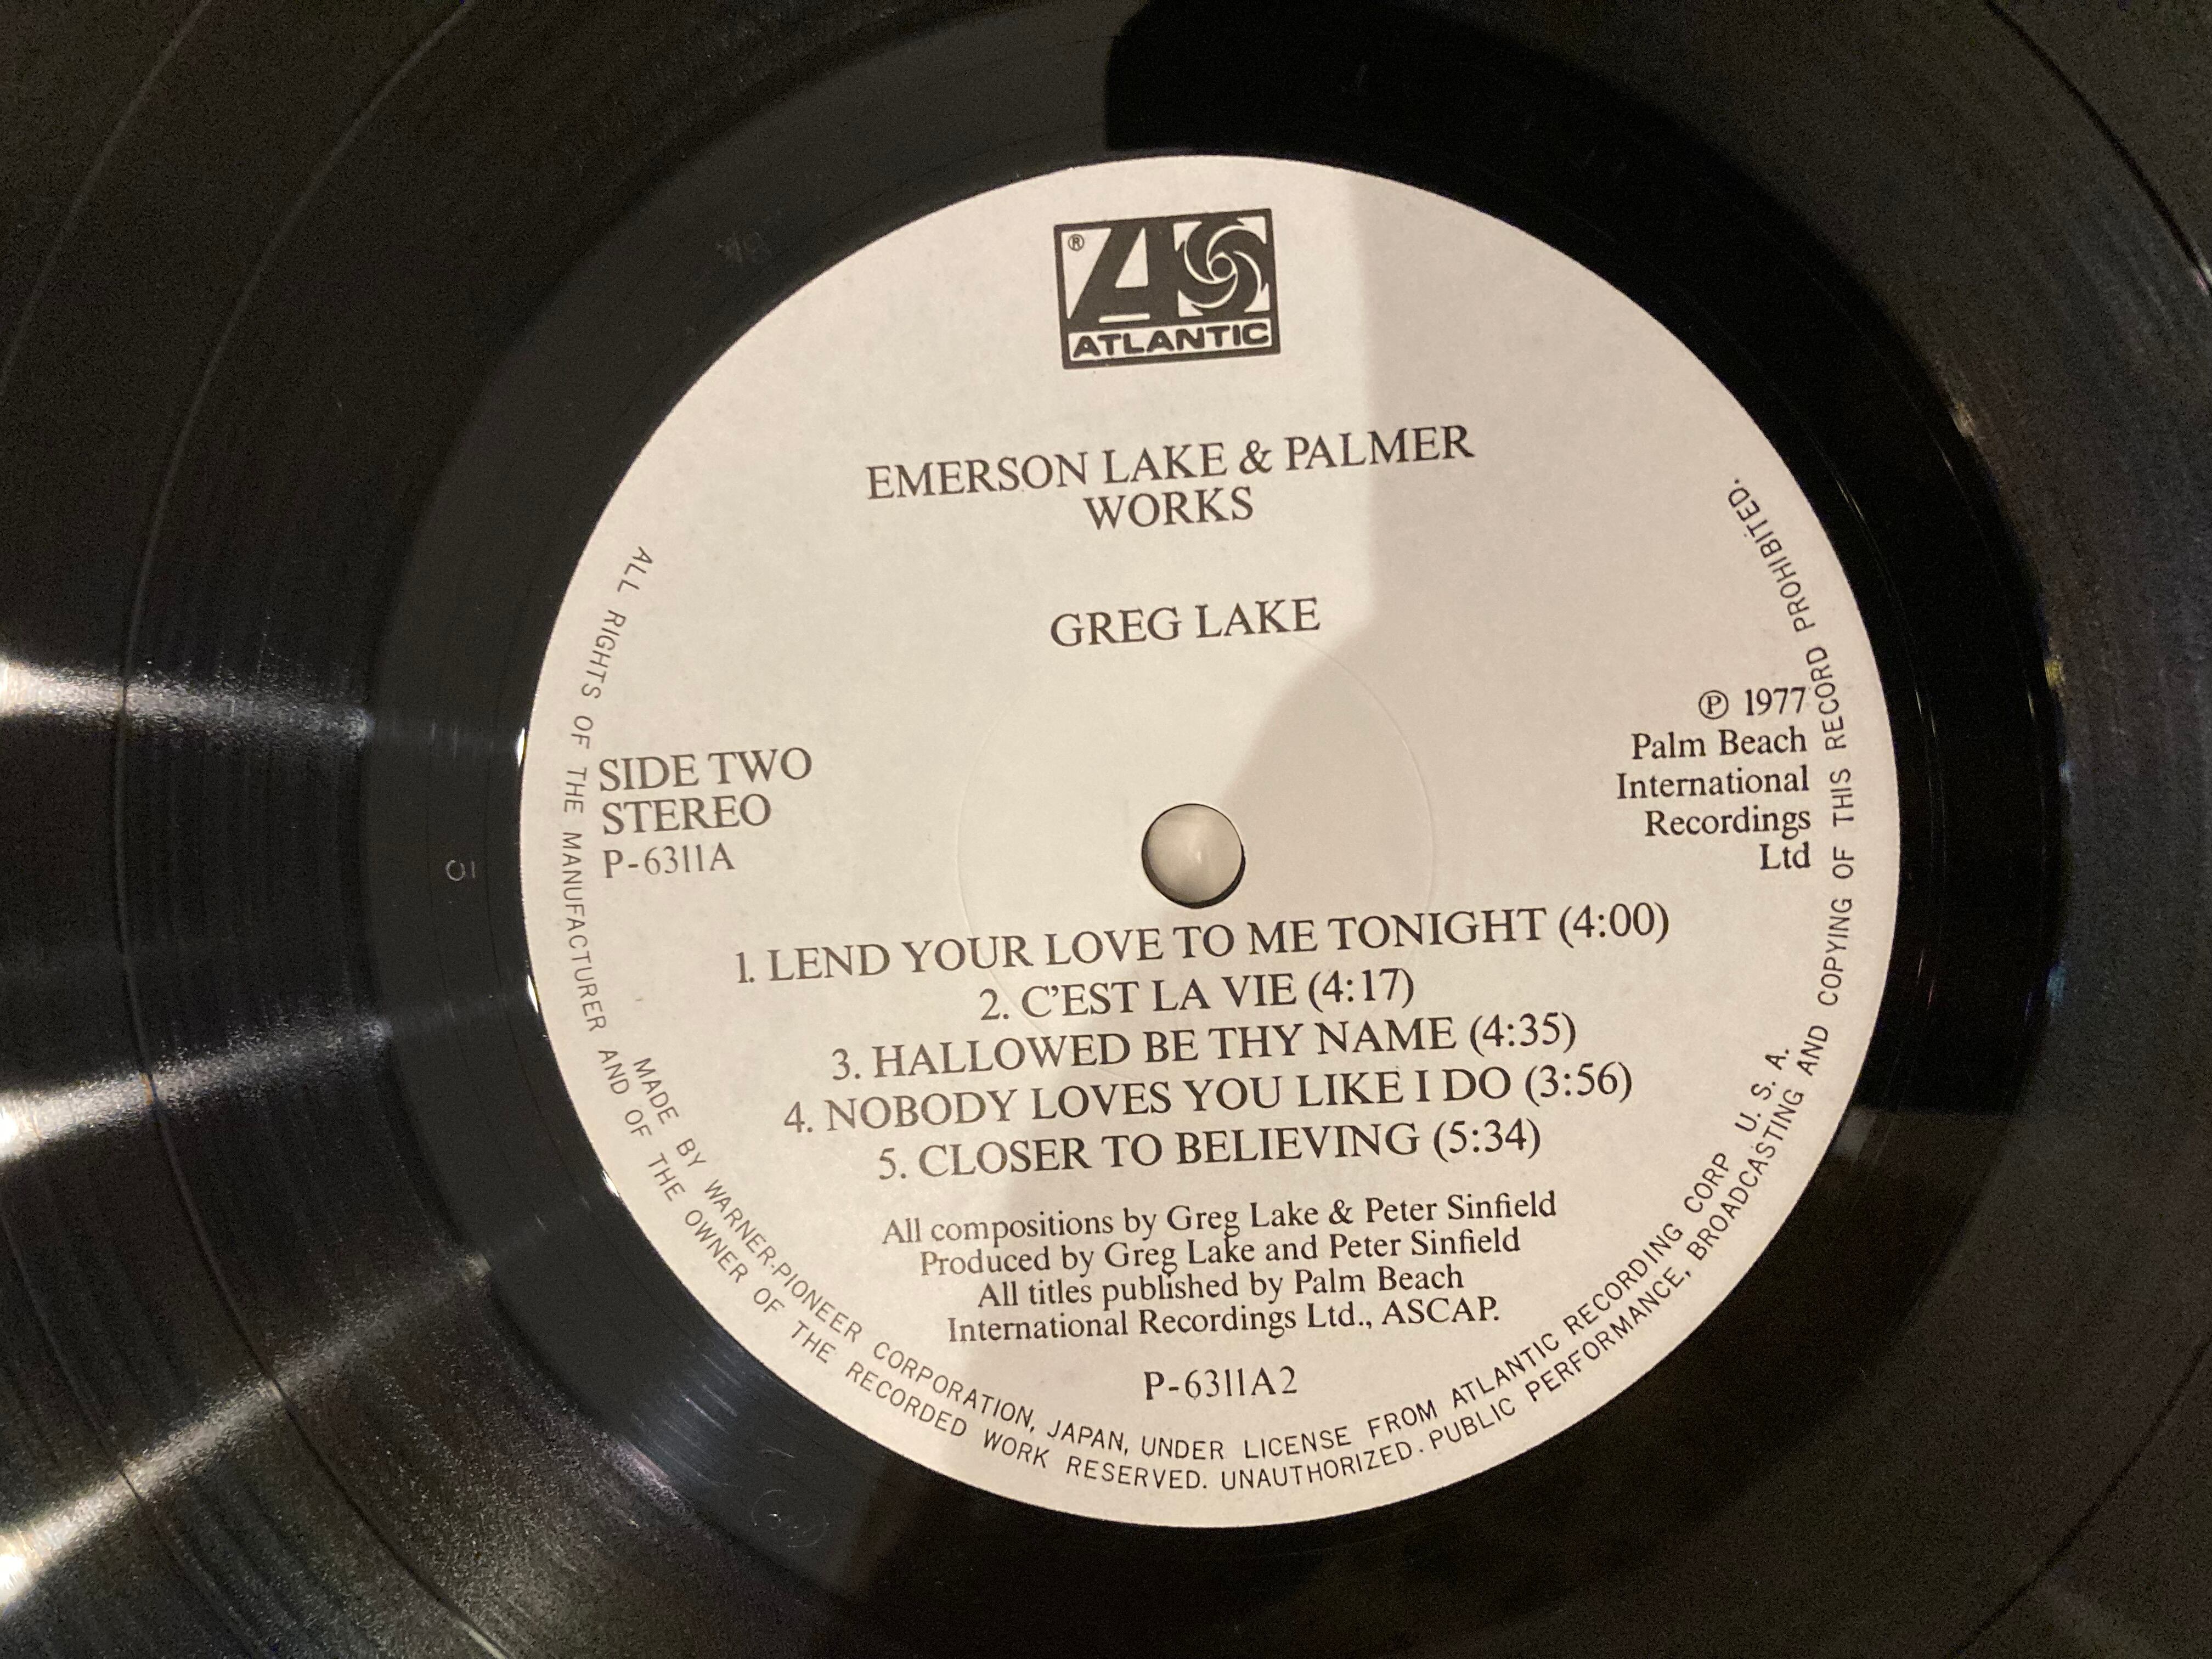 ®
ATLANTIC
EMERSON LAKE & PALMER
WORKS
GREG LAKE
SIDE TWO
STEREO
P-6311A
℗ 1977
Palm Beach
International
Recordings
Ltd
1. LEND YOUR LOVE TO ME TONIGHT (4:00)
2. C’EST LA VIE (4:17)
3. HALLOWED BE THY NAME (4:35)
4. NOBODY LOVES YOU LIKE I DO (3:56)
5. CLOSER TO BELIEVING (5:34)
All compositions by Greg Lake & Peter Sinfield
Produced by Greg Lake and Peter Sinfield
All titles published by Palm Beach
International Recordings Ltd., ASCAP.
P-6311A2
MADE BY WARNER-PIONEER CORPORATION, JAPAN, UNDER LICENSE FROM ATLANTIC RECORDING CORP U. S. A.
ALL RIGHTS OF THE MANUFACTURER AND OF THE OWNER OF THE RECORDED WORK RESERVED. UNAUTHORIZED. PUBLIC PERFORMANCE, BROADCASTING AND COPYING OF THIS RECORD PROHIBITED.